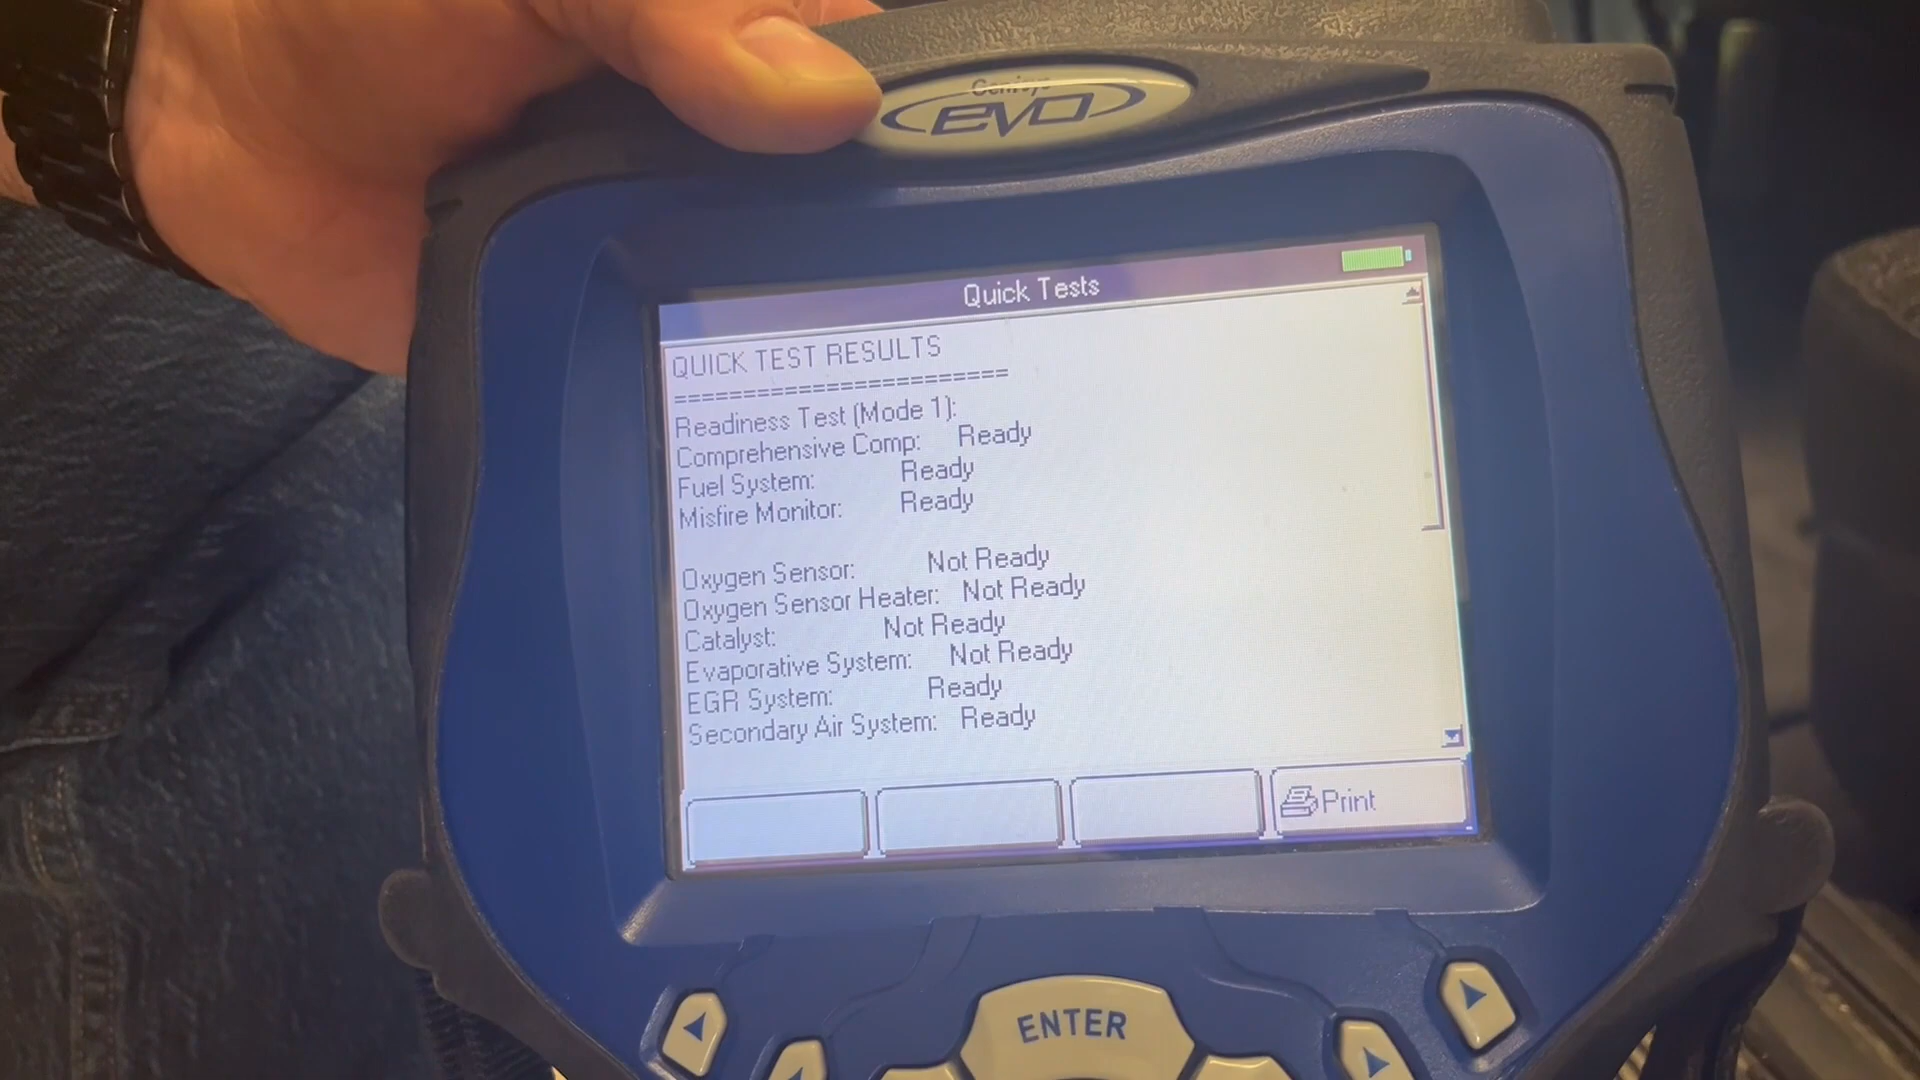 Genisys
EVO
Quick Tests
QUICK TEST RESULTS
========================
Readiness Test (Mode 1):
Comprehensive Comp: Ready
Fuel System: Ready
Misfire Monitor: Ready
Oxygen Sensor: Not Ready
Oxygen Sensor Heater: Not Ready
Catalyst: Not Ready
Evaporative System: Not Ready
EGR System: Ready
Secondary Air System: Ready
Print
ENTER